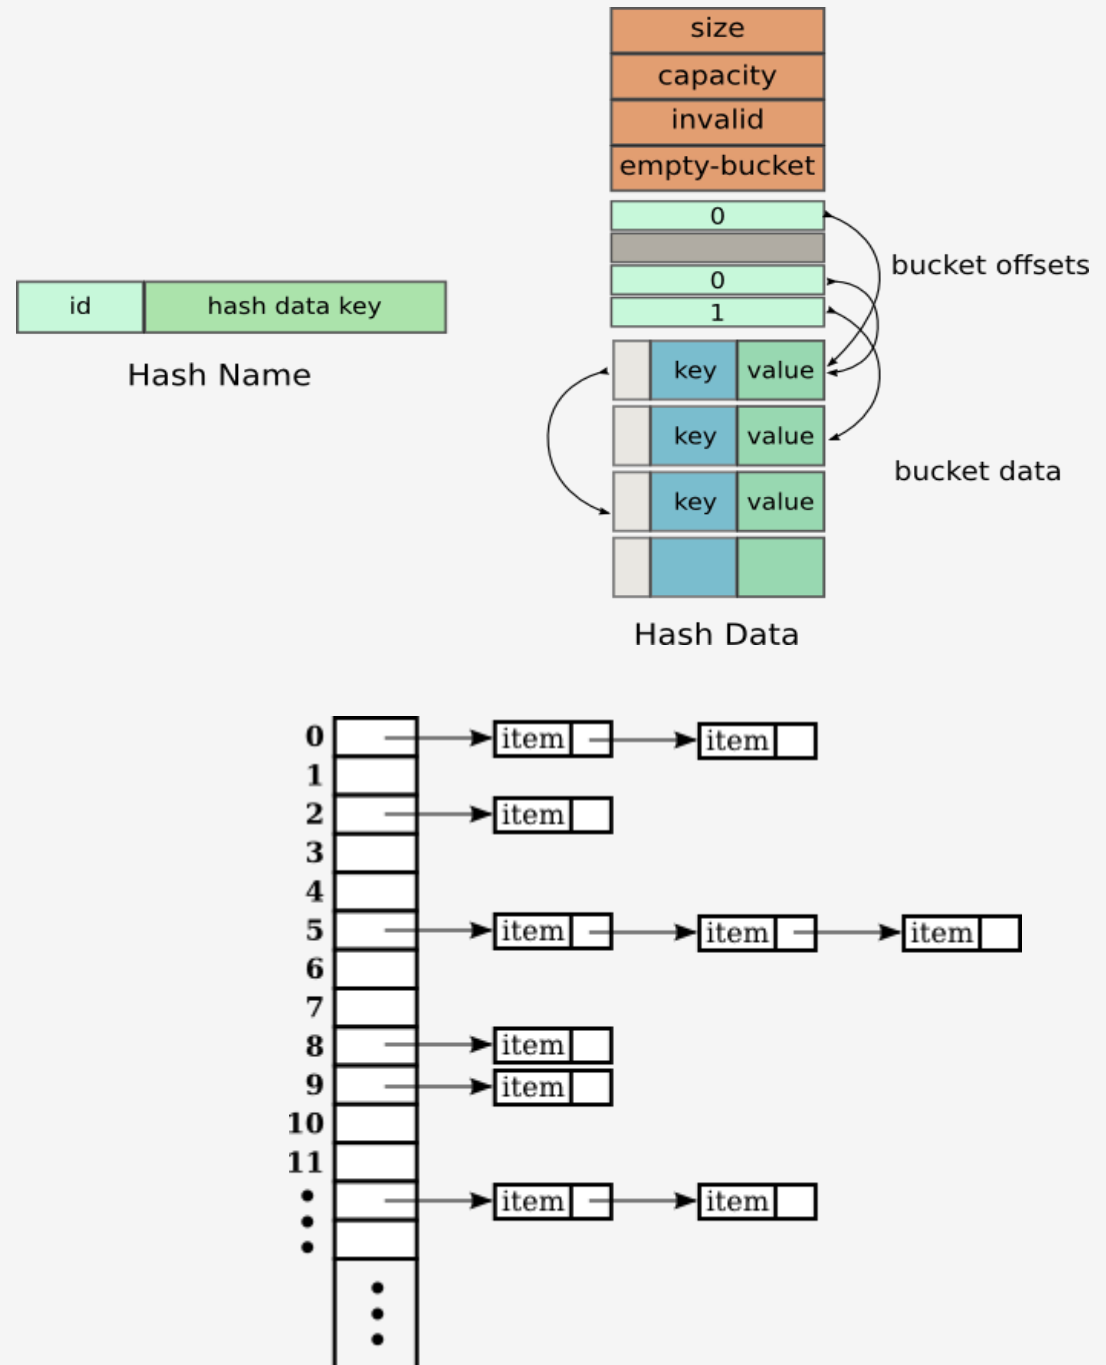 size
capacity
invalid
empty-bucket
0
0
1
bucket offsets
id
hash data key
Hash Name
key
value
key
value
bucket data
key
value
Hash Data
0
item
item
1
2
item
3
4
5
item
item
item
6
7
8
item
9
item
10
11
item
item